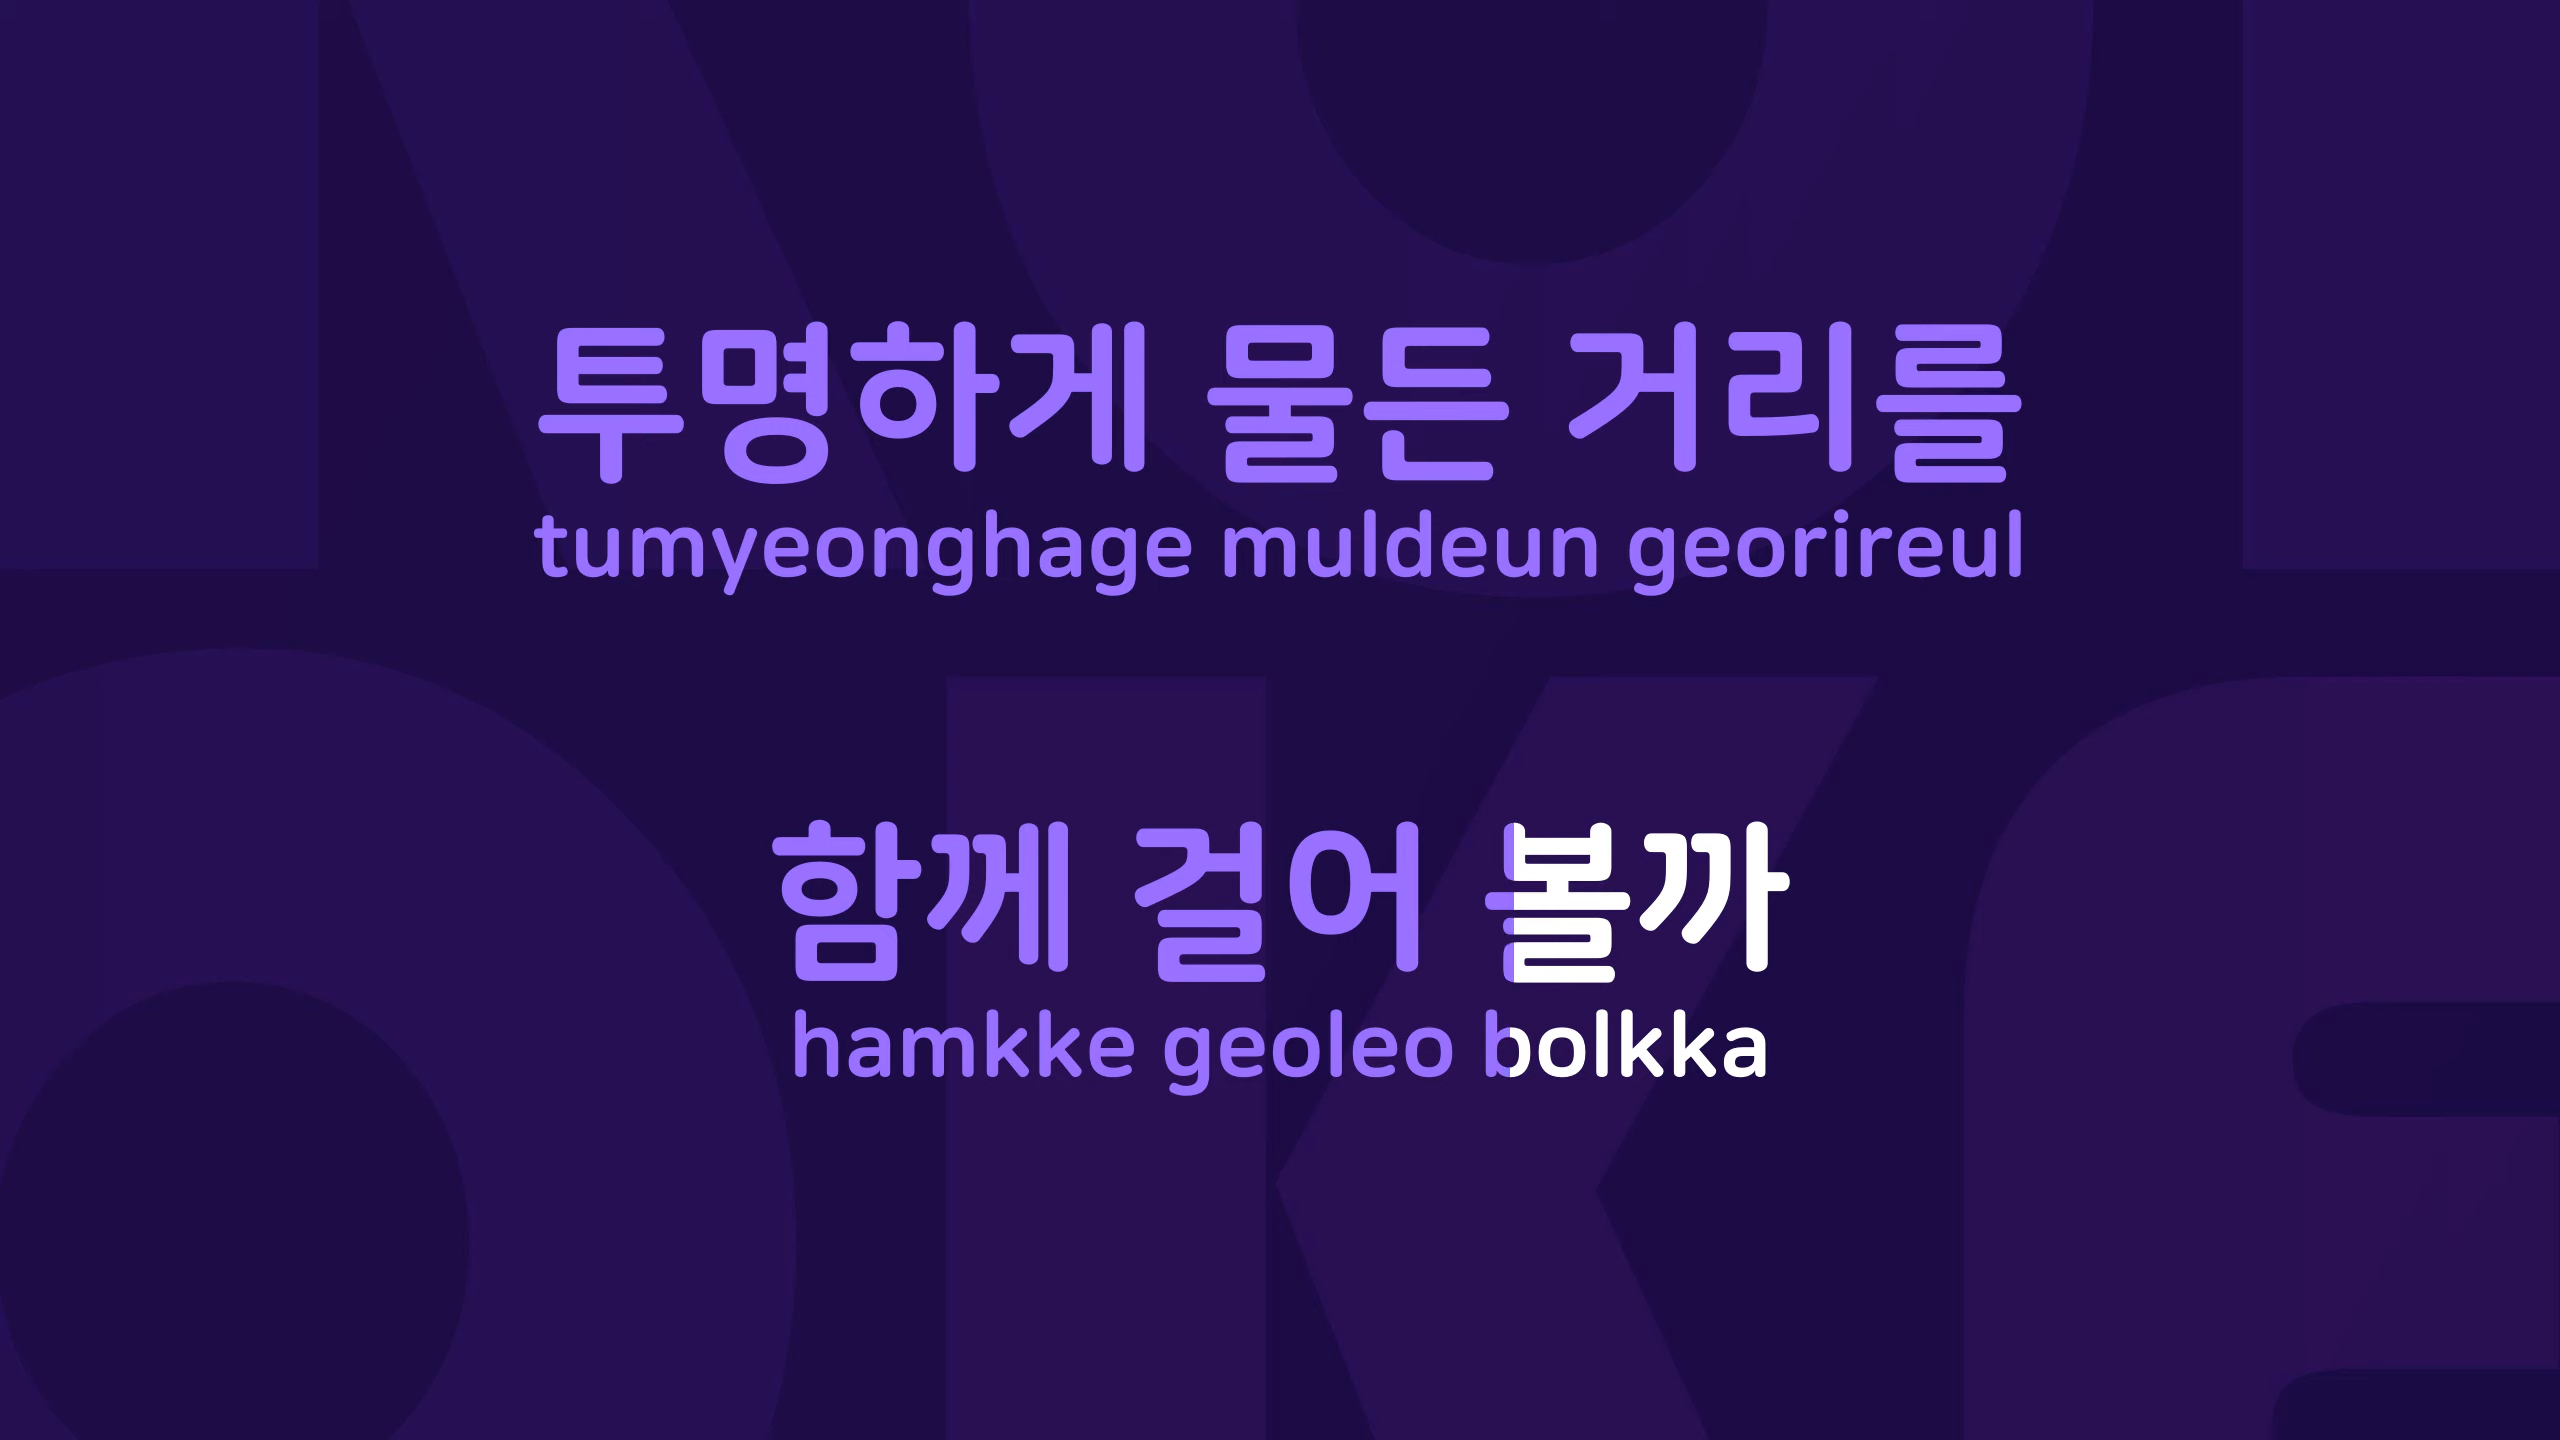 투명하게 물든 거리를
tumyeonghage muldeun georireul
함께 걸어 볼까
hamkke geoleo bolkka